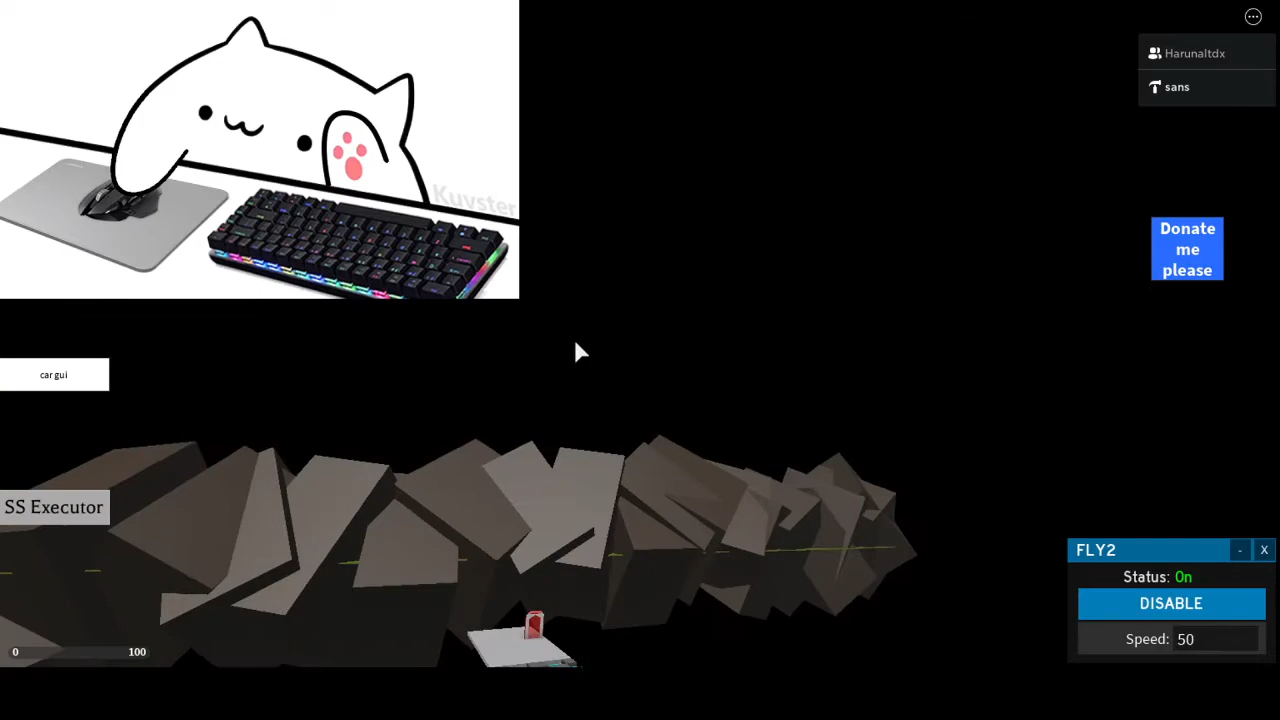 Kuvster
Harunaltdx
sans
Donate
me
please
car gui
SS Executor
FLY2
-
X
Status: On
DISABLE
Speed: 50
0
100